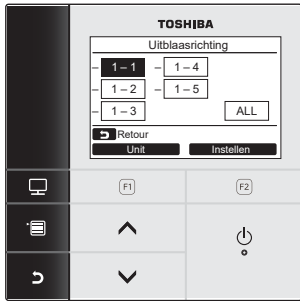 TOSHIBA
Uitblaasrichting
– 1 – 1 – 1 – 4
– 1 – 2 – 1 – 5
– 1 – 3 ALL
Retour
Unit Instellen
F1 F2